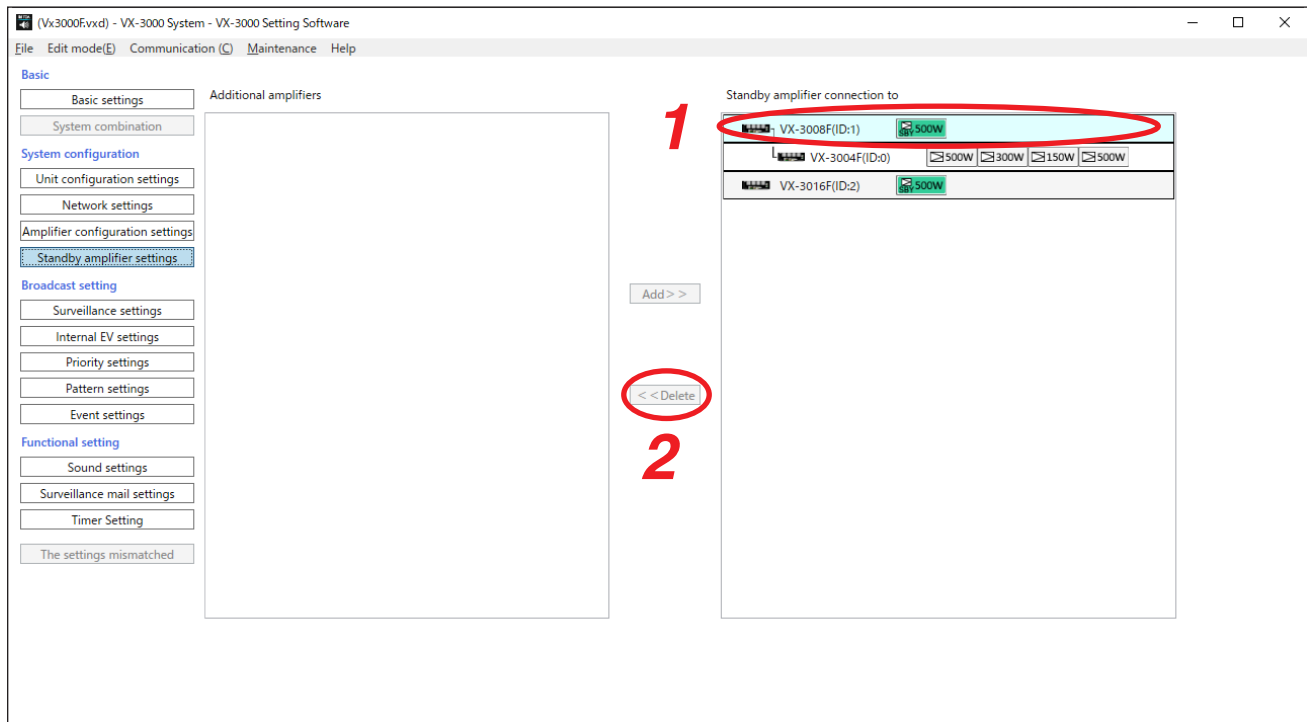 (Vx3000F.vxd) - VX-3000 System - VX-3000 Setting Software
File Edit mode(E) Communication (C) Maintenance Help
Basic
Basic settings
System combination
System configuration
Unit configuration settings
Network settings
Amplifier configuration settings
Standby amplifier settings
Broadcast setting
Surveillance settings
Internal EV settings
Priority settings
Pattern settings
Event settings
Functional setting
Sound settings
Surveillance mail settings
Timer Setting
The settings mismatched
Additional amplifiers
Add> >
< <Delete
2
Standby amplifier connection to
1
VX-3008F(ID:1) SBY 500W
VX-3004F(ID:0) 500W 300W 150W 500W
VX-3016F(ID:2) SBY 500W